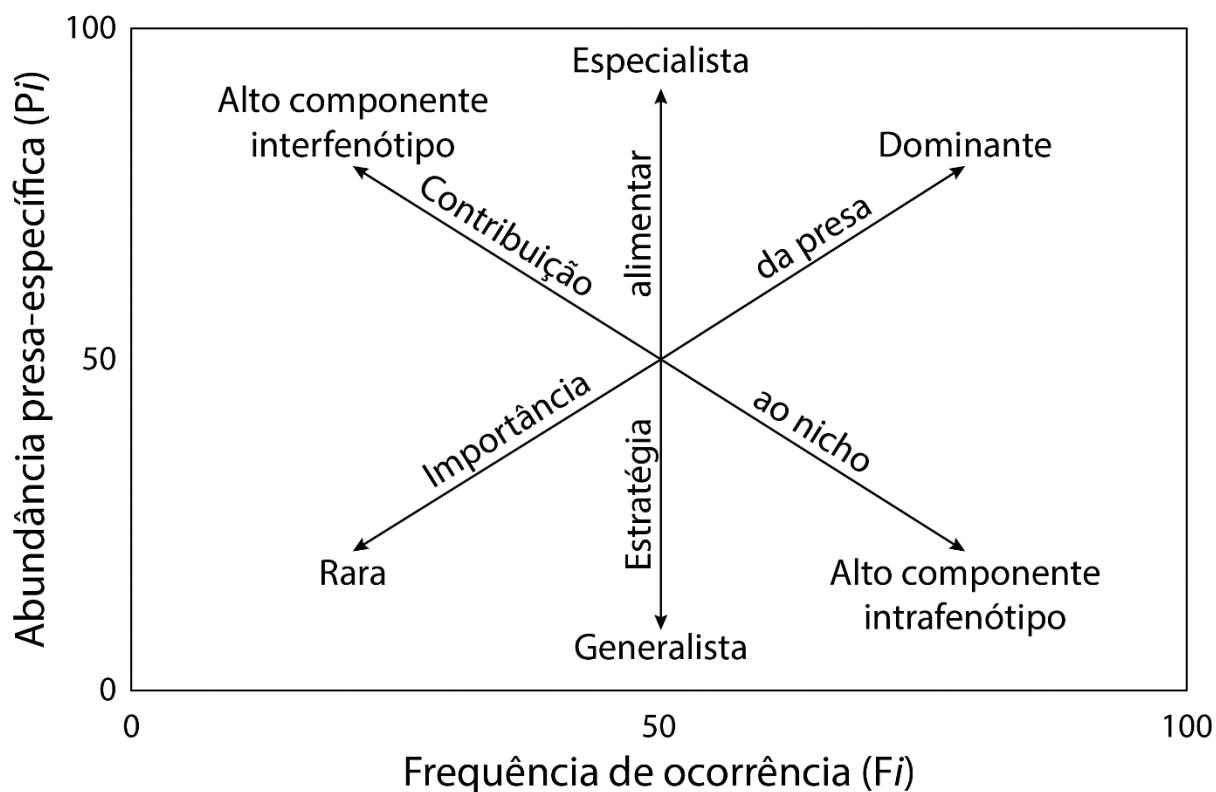 100
Especialista
Alto componente
interfenótipo
Dominante
Contribuição
alimentar
da presa
Abundância presa-específica (Pi)
50
Importância
Estratégia
ao nicho
Rara
Alto componente
intrafenótipo
Generalista
0
0
50
100
Frequência de ocorrência (Fi)